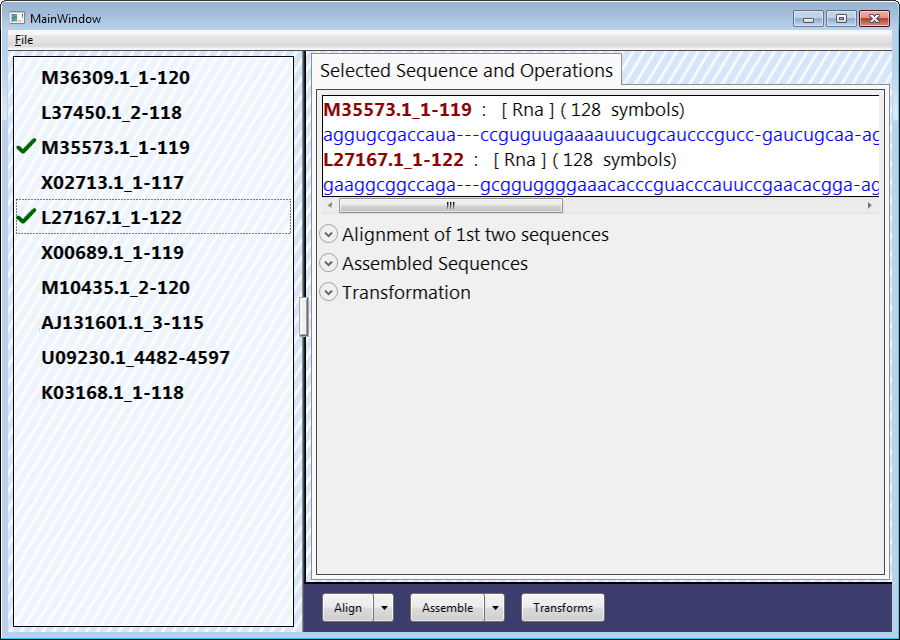 MainWindow
File
M36309.1_1-120
L37450.1_2-118
M35573.1_1-119
X02713.1_1-117
L27167.1_1-122
X00689.1_1-119
M10435.1_2-120
AJ131601.1_3-115
U09230.1_4482-4597
K03168.1_1-118
Selected Sequence and Operations
M35573.1_1-119 : [ Rna ] ( 128 symbols)
aggugcgaccaua---ccguguugaaaauucugcaucccgucc-gaucugcaa-ag
L27167.1_1-122 : [ Rna ] ( 128 symbols)
gaaggcggccaga---gcgguggggaaacacccguacccauuccgaacacgga-ag
Alignment of 1st two sequences
Assembled Sequences
Transformation
Align Assemble Transforms